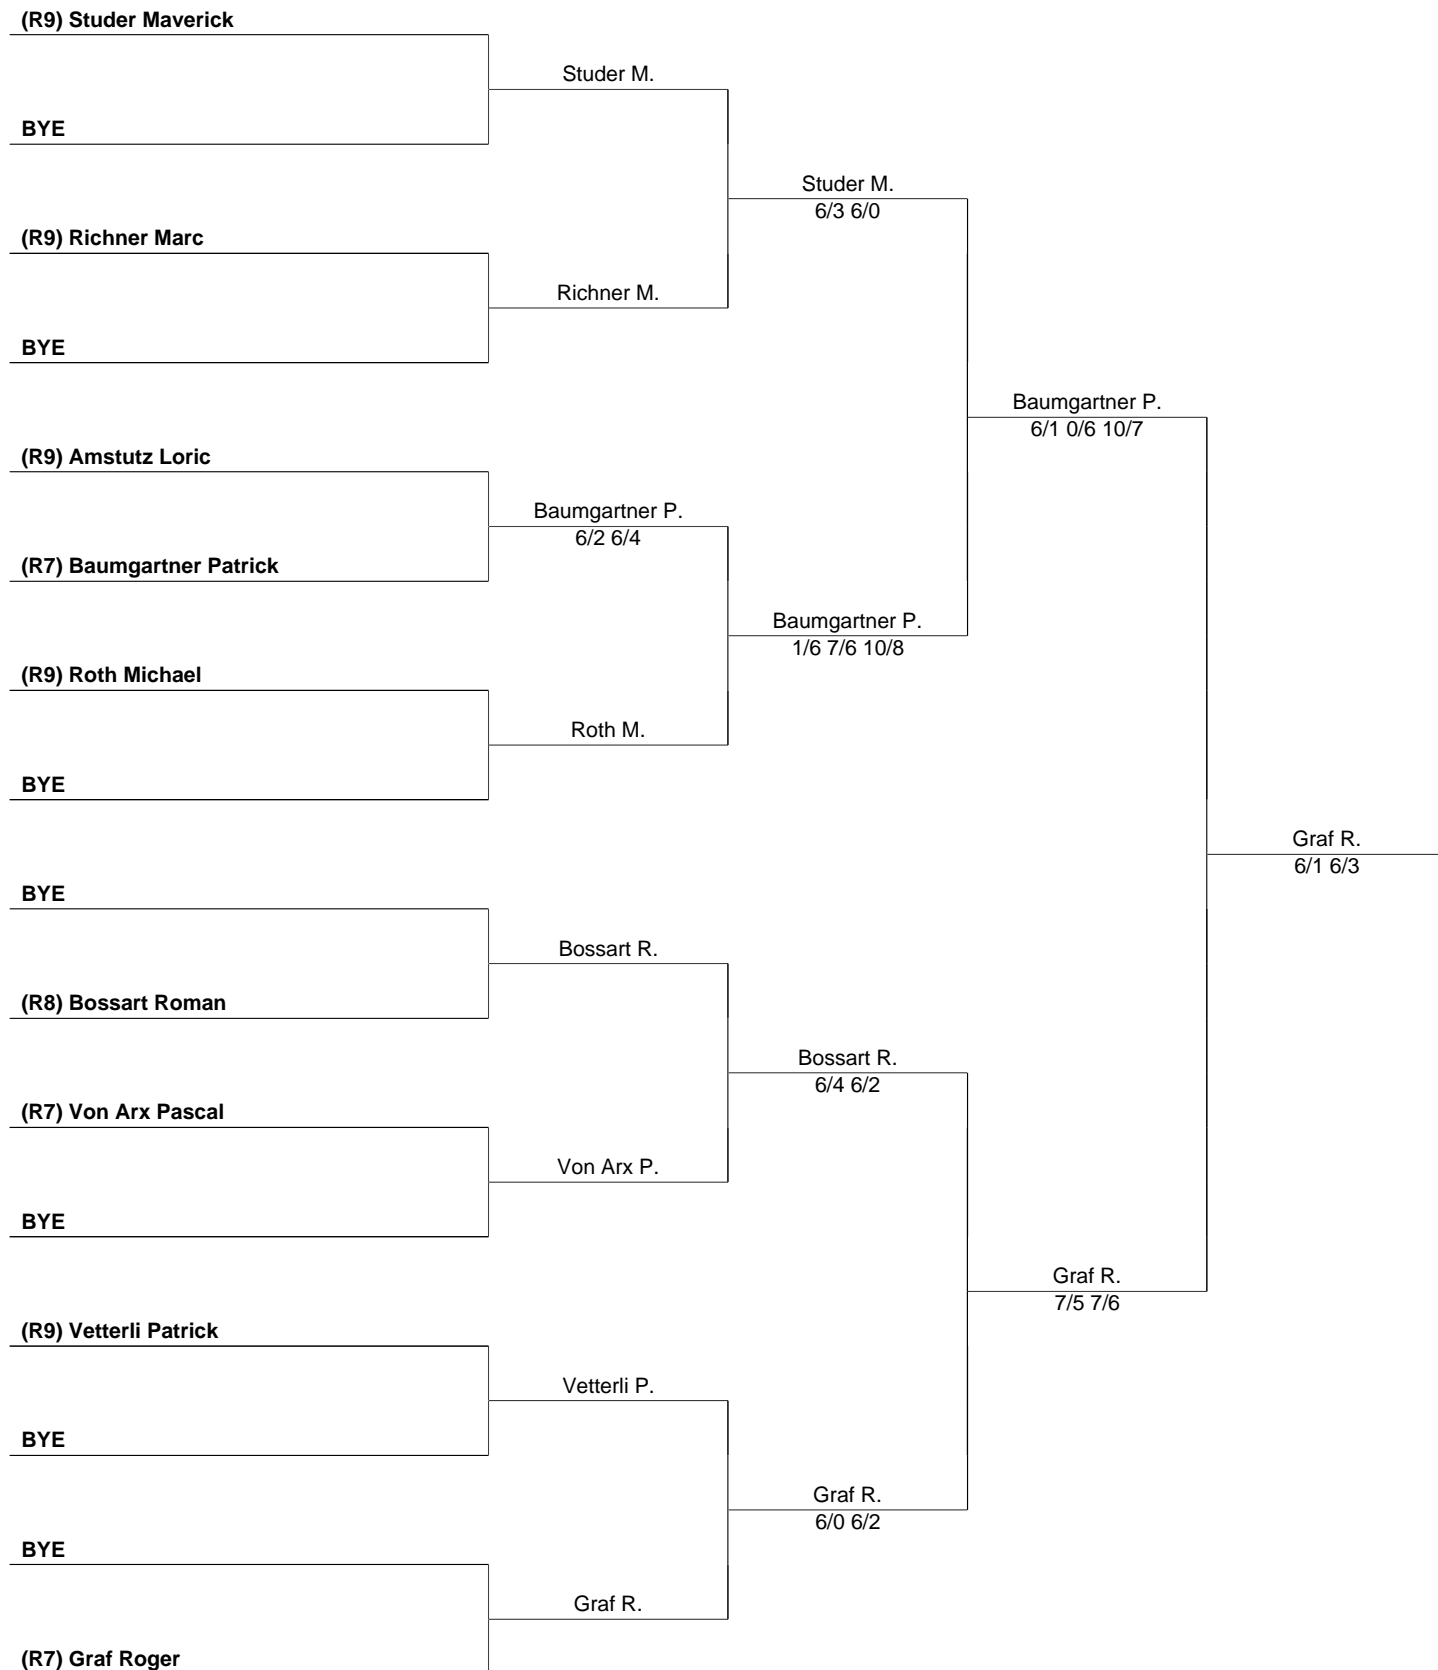 (R9) Studer Maverick
Studer M.
BYE
Studer M.
6/3 6/0
(R9) Richner Marc
Richner M.
BYE
Baumgartner P.
6/1 0/6 10/7
(R9) Amstutz Loric
Baumgartner P.
6/2 6/4
(R7) Baumgartner Patrick
Baumgartner P.
1/6 7/6 10/8
(R9) Roth Michael
Roth M.
BYE
Graf R.
6/1 6/3
BYE
Bossart R.
(R8) Bossart Roman
Bossart R.
6/4 6/2
(R7) Von Arx Pascal
Von Arx P.
BYE
Graf R.
7/5 7/6
(R9) Vetterli Patrick
Vetterli P.
BYE
Graf R.
6/0 6/2
BYE
Graf R.
(R7) Graf Roger